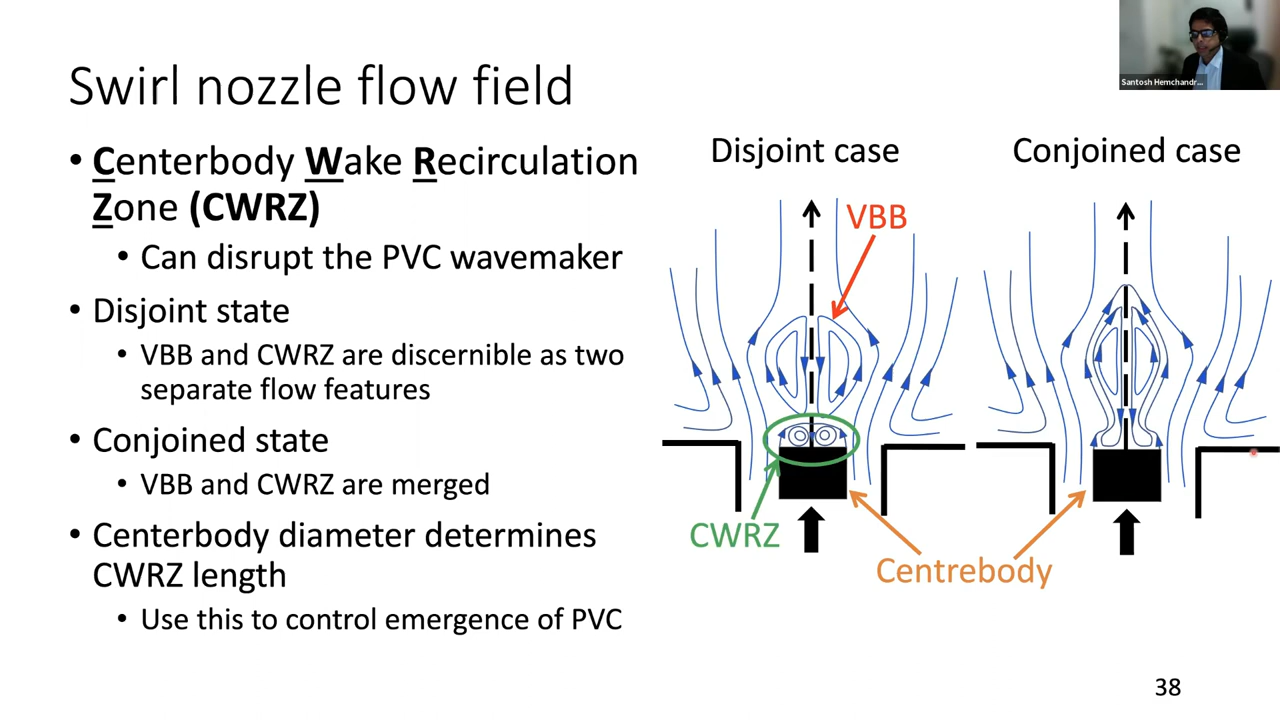 Santosh Hemchandr...
Swirl nozzle flow field
• Centerbody Wake Recirculation
Zone (CWRZ)
• Can disrupt the PVC wavemaker
• Disjoint state
• VBB and CWRZ are discernible as two
separate flow features
• Conjoined state
• VBB and CWRZ are merged
• Centerbody diameter determines
CWRZ length
• Use this to control emergence of PVC
Disjoint case
Conjoined case
VBB
CWRZ
Centrebody
38